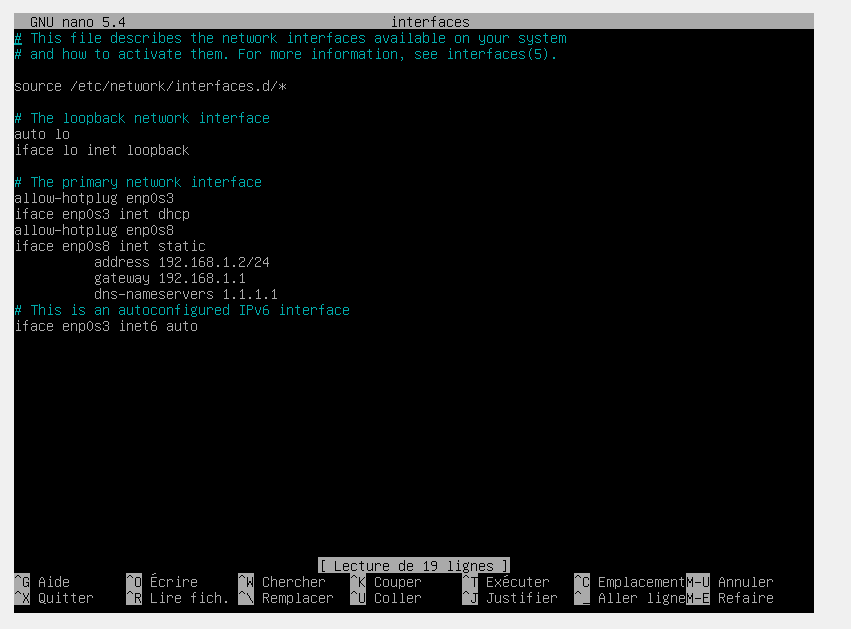 GNU nano 5.4 interfaces
# This file describes the network interfaces available on your system
# and how to activate them. For more information, see interfaces(5).
source /etc/network/interfaces.d/*
# The loopback network interface
auto lo
iface lo inet loopback
# The primary network interface
allow-hotplug enp0s3
iface enp0s3 inet dhcp
allow-hotplug enp0s8
iface enp0s8 inet static
address 192.168.1.2/24
gateway 192.168.1.1
dns-nameservers 1.1.1.1
# This is an autoconfigured IPv6 interface
iface enp0s3 inet6 auto
[ Lecture de 19 lignes ]
^G Aide ^O Écrire ^W Chercher ^K Couper ^T Exécuter ^C Emplacement M-U Annuler
^X Quitter ^R Lire fich. ^\ Remplacer ^U Coller ^J Justifier ^_ Aller ligne M-E Refaire